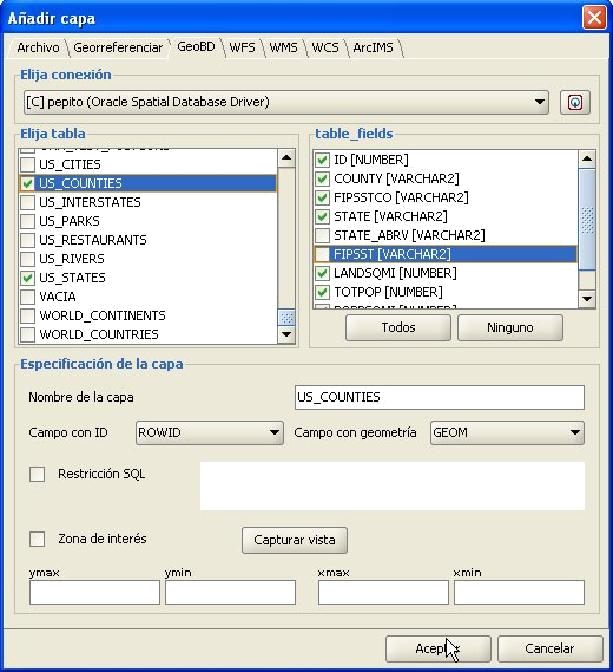 Añadir capa
Archivo Georreferenciar GeoBD WFS WMS WCS ArcIMS
Elija conexión
[C] pepito (Oracle Spatial Database Driver)
Elija tabla
US_CITIES
US_COUNTIES
US_INTERSTATES
US_PARKS
US_RESTAURANTS
US_RIVERS
US_STATES
VACIA
WORLD_CONTINENTS
WORLD_COUNTRIES
table_fields
ID [NUMBER]
COUNTY [VARCHAR2]
FIPSSTCO [VARCHAR2]
STATE [VARCHAR2]
STATE_ABRV [VARCHAR2]
FIPSST [VARCHAR2]
LANDSQMI [NUMBER]
TOTPOP [NUMBER]
Todos Ninguno
Especificación de la capa
Nombre de la capa US_COUNTIES
Campo con ID ROWID Campo con geometría GEOM
Restricción SQL
Zona de interés Capturar vista
ymax ymin xmax xmin
Aceptar Cancelar